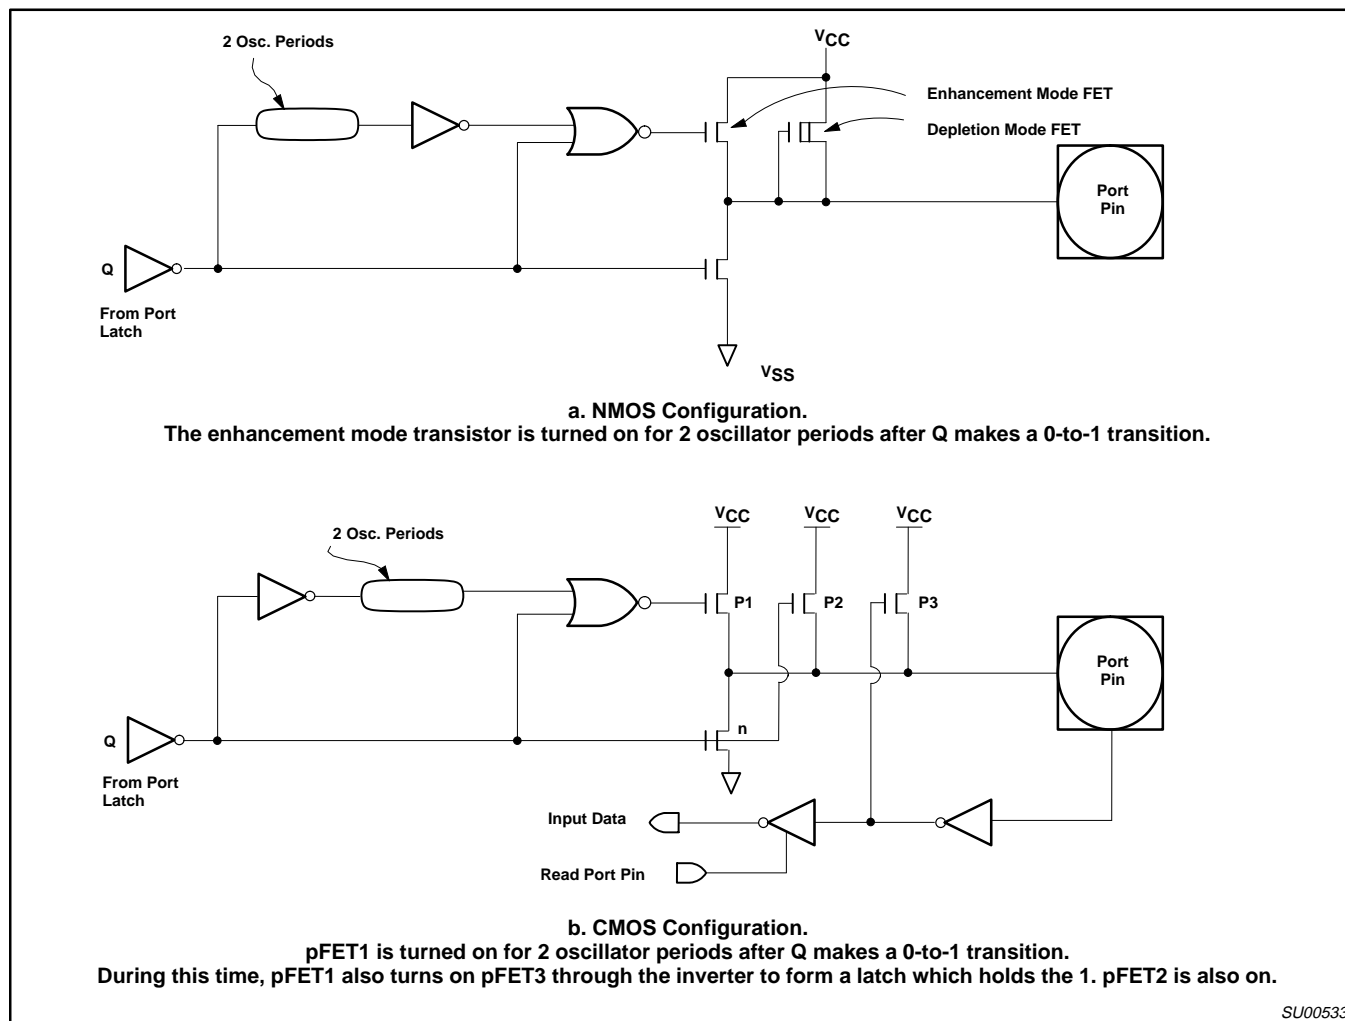 2 Osc. Periods
VCC
Enhancement Mode FET
Depletion Mode FET
Port
Pin
Q
From Port
Latch
VSS
a. NMOS Configuration.
The enhancement mode transistor is turned on for 2 oscillator periods after Q makes a 0-to-1 transition.
VCC VCC VCC
2 Osc. Periods
P1 P2 P3
Port
Pin
n
Q
From Port
Latch
Input Data
Read Port Pin
b. CMOS Configuration.
pFET1 is turned on for 2 oscillator periods after Q makes a 0-to-1 transition.
During this time, pFET1 also turns on pFET3 through the inverter to form a latch which holds the 1. pFET2 is also on.
SU00533